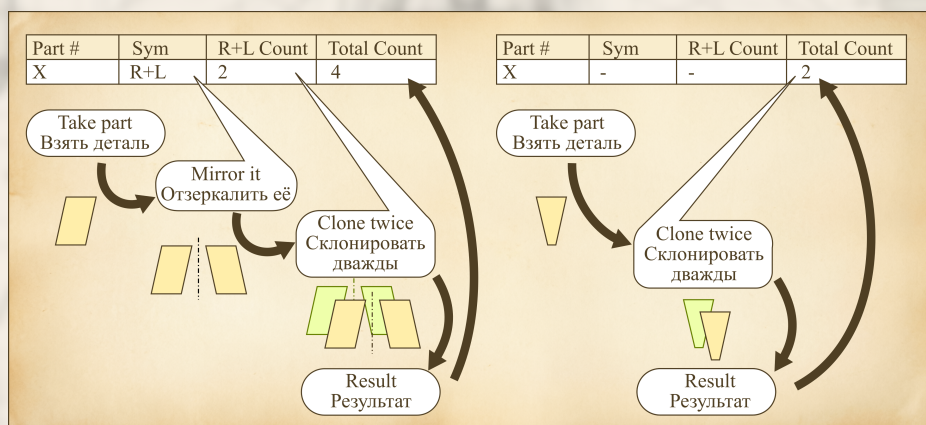 Part # Sym R+L Count Total Count
X R+L 2 4
Take part
Взять деталь
Mirror it
Отзеркалить её
Clone twice
Склонировать
дважды
Result
Результат
Part # Sym R+L Count Total Count
X - - 2
Take part
Взять деталь
Clone twice
Склонировать
дважды
Result
Результат